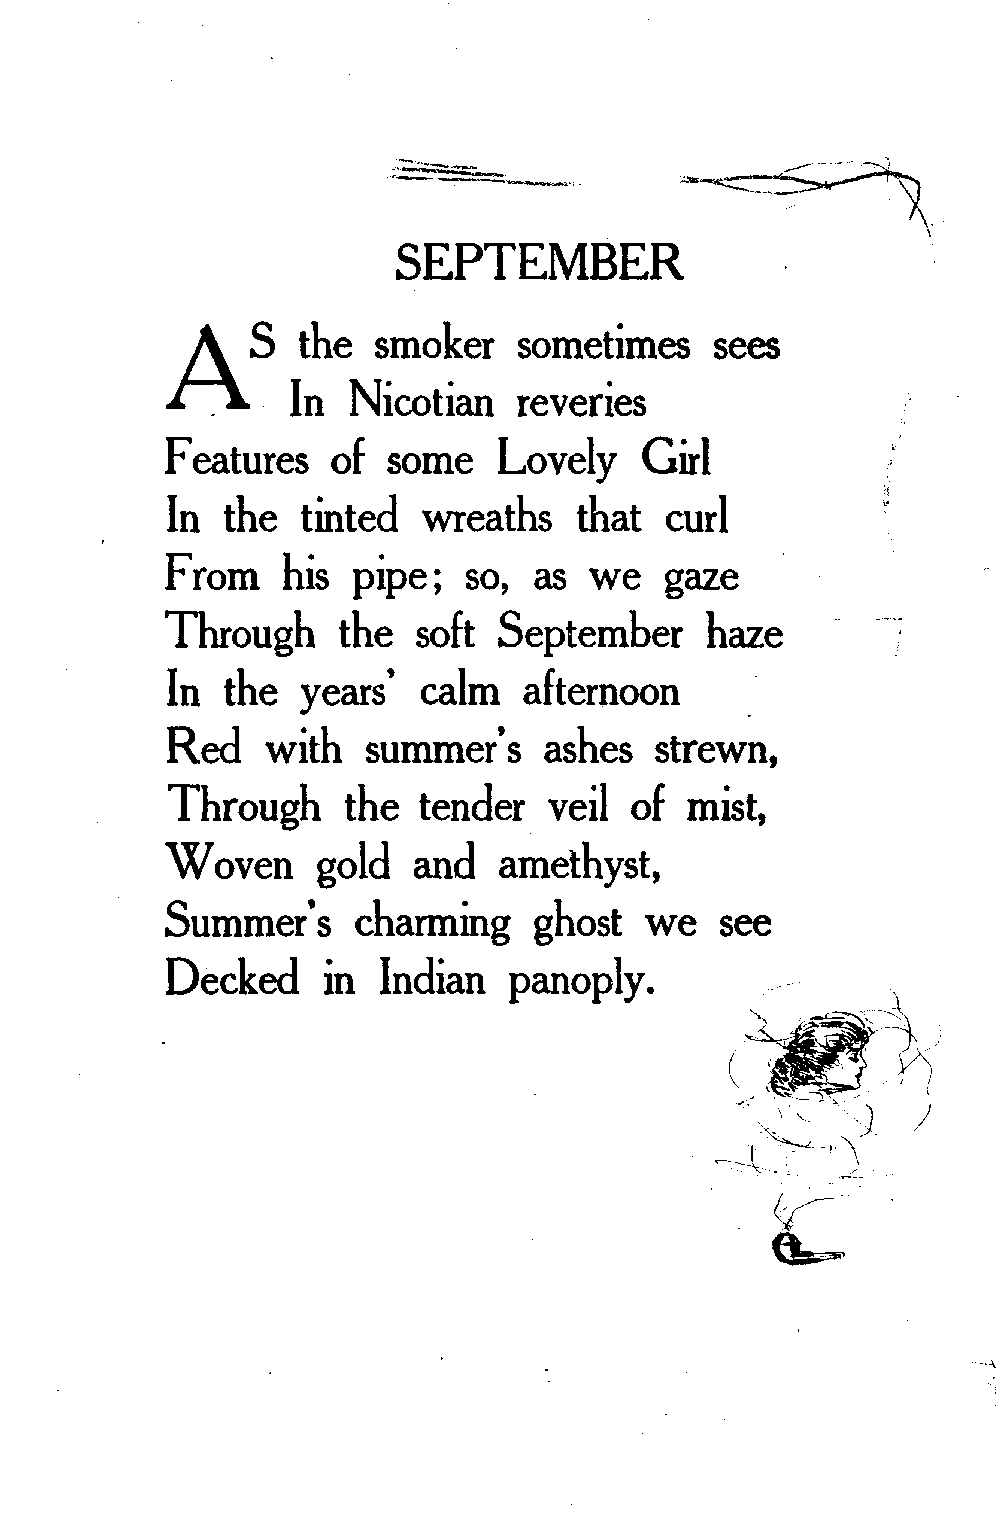 SEPTEMBER
AS the smoker sometimes sees
In Nicotian reveries
Features of some Lovely Girl
In the tinted wreaths that curl
From his pipe; so, as we gaze
Through the soft September haze
In the years' calm afternoon
Red with summer's ashes strewn,
Through the tender veil of mist,
Woven gold and amethyst,
Summer's charming ghost we see
Decked in Indian panoply.